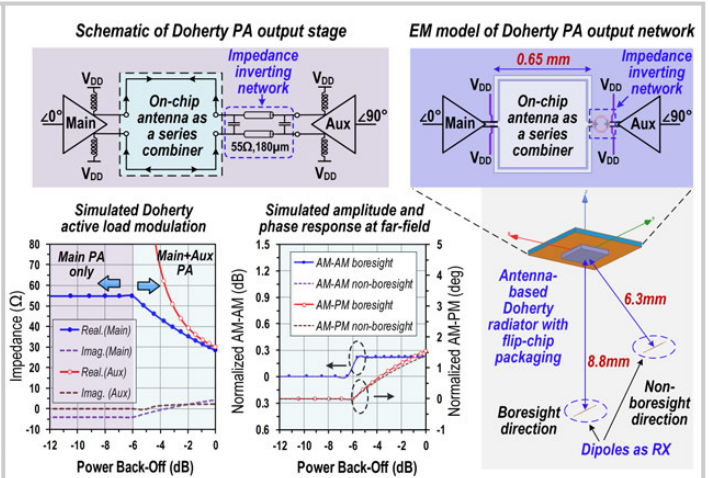 Schematic of Doherty PA output stage
Impedance
inverting
network
VDD
VDD
∠0°
Main
On-chip
antenna as
a series
combiner
Aux
∠90°
VDD
VDD
55Ω,180μm
EM model of Doherty PA output network
0.65 mm
Impedance
inverting
network
VDD
VDD
∠0°
Main
On-chip
antenna as
a series
combiner
Aux
∠90°
VDD
VDD
Simulated Doherty
active load modulation
Main PA
only
Main+Aux
PA
Real.(Main)
Imag.(Main)
Real.(Aux)
Imag. (Aux)
Impedance (Ω)
80
70
60
50
40
30
20
10
0
-10
-12 -10 -8 -6 -4 -2 0
Power Back-Off (dB)
Simulated amplitude and
phase response at far-field
AM-AM boresight
AM-AM non-boresight
AM-PM boresight
AM-PM non-boresight
Normalized AM-AM (dB)
1.5
1.2
0.9
0.6
0.3
0.0
0.3
0.6
Normalized AM-PM (deg)
5
4
3
2
1
0
-1
-12 -10 -8 -6 -4 -2 0
Power Back-Off (dB)
Antenna-
based
Doherty
radiator with
flip-chip
packaging
6.3mm
8.8mm
Boresight
direction
Non-
boresight
direction
Dipoles as RX